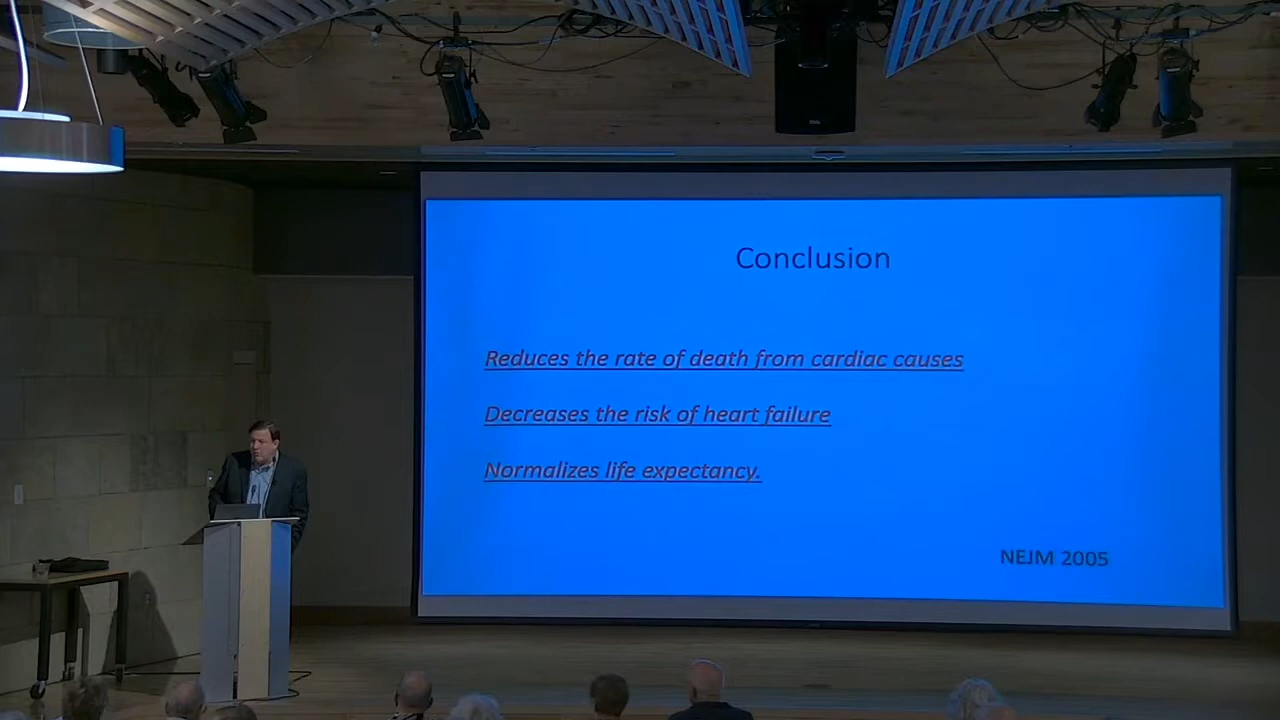 Conclusion
Reduces the rate of death from cardiac causes
Decreases the risk of heart failure
Normalizes life expectancy.
NEJM 2005